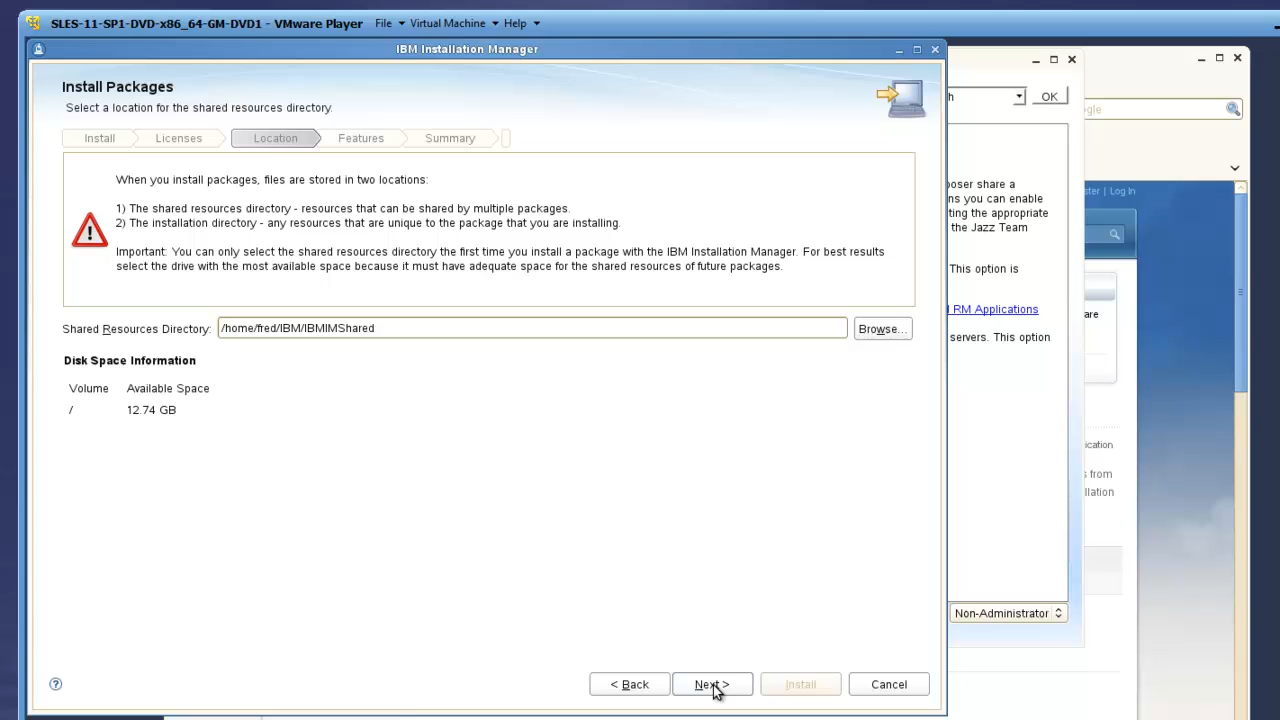 SLES-11-SP1-DVD-x86_64-GM-DVD1 - VMware Player File Virtual Machine Help
IBM Installation Manager
Install Packages
Select a location for the shared resources directory.
Install Licenses Location Features Summary
When you install packages, files are stored in two locations:
1) The shared resources directory - resources that can be shared by multiple packages.
2) The installation directory - any resources that are unique to the package that you are installing.
Important: You can only select the shared resources directory the first time you install a package with the IBM Installation Manager. For best results
select the drive with the most available space because it must have adequate space for the shared resources of future packages.
Shared Resources Directory: /home/fred/IBM/IBMIMShared Browse...
Disk Space Information
Volume Available Space
/ 12.74 GB
< Back Next > Install Cancel
?
h OK
poser share a
ns you can enable
ting the appropriate
the Jazz Team
This option is
RM Applications
servers. This option
Non-Administrator
gle
ster | Log In
are
ication
s from
llation